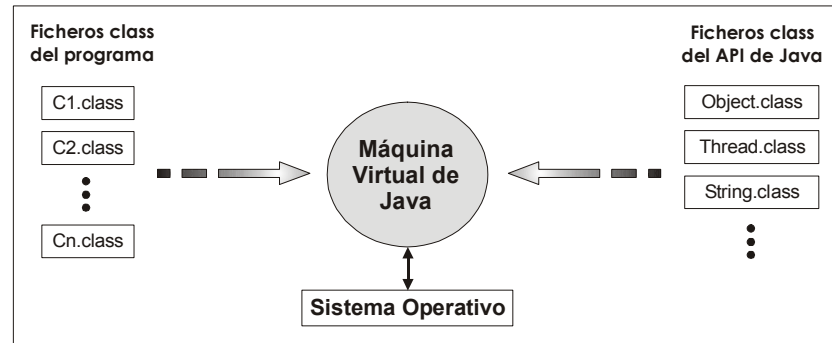 Ficheros class
del programa
C1.class
C2.class
Cn.class
Máquina
Virtual de
Java
Sistema Operativo
Ficheros class
del API de Java
Object.class
Thread.class
String.class